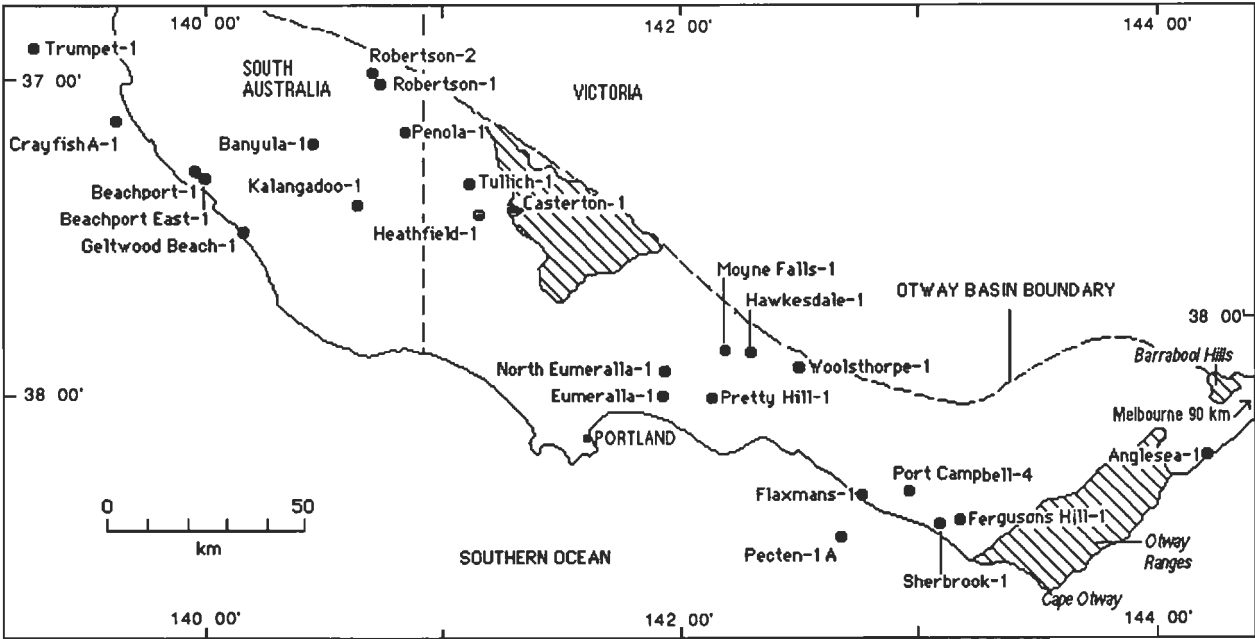 140 00'
142 00'
144 00'
Trumpet-1
Robertson-2
37 00'
SOUTH
AUSTRALIA
Robertson-1
VICTORIA
Crayfish A-1
Banyula-1
Penola-1
Beachport-1
Kalangadoo-1
Tullich-1
Beachport East-1
Casterton-1
Geltwood Beach-1
Heathfield-1
Moyne Falls-1
Hawkesdale-1
OTWAY BASIN BOUNDARY
38 00'
North Eumeralla-1
Woolsthorpe-1
Barrabool Hills
38 00'
Eumeralla-1
Pretty Hill-1
Melbourne 90 km
PORTLAND
Anglesea-1
Port Campbell-4
0 50
km
Flaxmans-1
Fergusons Hill-1
SOUTHERN OCEAN
Pecten-1A
Otway
Ranges
Sherbrook-1
Cape Otway
140 00'
142 00'
144 00'